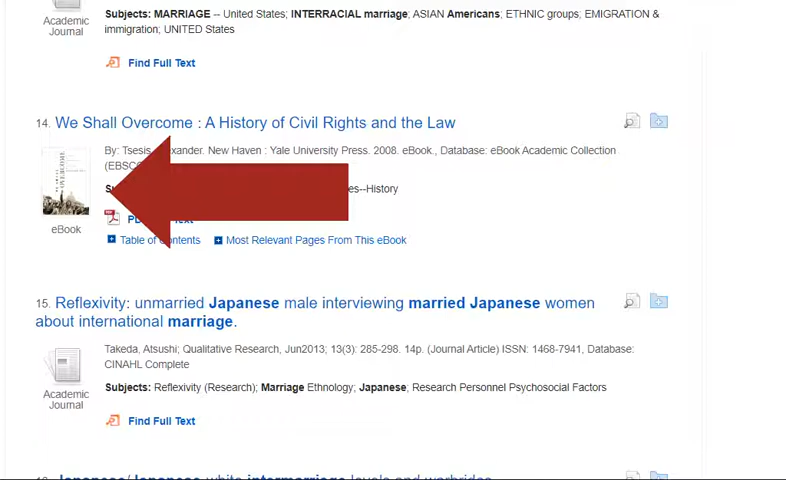 Academic
Journal
Subjects: MARRIAGE -- United States; INTERRACIAL marriage; ASIAN Americans; ETHNIC groups; EMIGRATION &
immigration; UNITED States
Find Full Text
14. We Shall Overcome : A History of Civil Rights and the Law
By: Tsesis, xander. New Haven : Yale University Press. 2008. eBook., Database: eBook Academic Collection
(EBSC
es--History
eBook
Table of Contents
Most Relevant Pages From This eBook
15. Reflexivity: unmarried Japanese male interviewing married Japanese women
about international marriage.
Takeda, Atsushi; Qualitative Research, Jun2013; 13(3): 285-298. 14p. (Journal Article) ISSN: 1468-7941, Database:
CINAHL Complete
Academic
Journal
Subjects: Reflexivity (Research); Marriage Ethnology; Japanese; Research Personnel Psychosocial Factors
Find Full Text